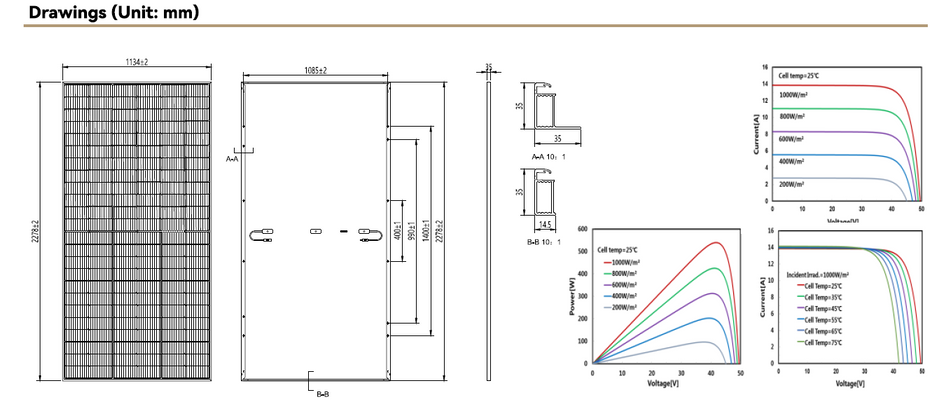 Drawings (Unit: mm)
1134±2
2278±2
1085±2
A-A
400±1
990±1
1400±1
2278±2
B-B
35
35
35
A-A 10：1
35
14.5
B-B 10：1
Cell temp=25℃
1000W/m²
800W/m²
600W/m²
400W/m²
200W/m²
Current[A]
16
14
12
10
8
6
4
2
0
0 10 20 30 40 50
Voltage[V]
Cell temp=25℃
1000W/m²
800W/m²
600W/m²
400W/m²
200W/m²
Power[W]
600
500
400
300
200
100
0
0 10 20 30 40 50
Voltage[V]
Incident Irrad.=1000W/m²
Cell Temp=25℃
Cell Temp=35℃
Cell Temp=45℃
Cell Temp=55℃
Cell Temp=65℃
Cell Temp=75℃
Current[A]
16
14
12
10
8
6
4
2
0
0 10 20 30 40 50
Voltage[V]